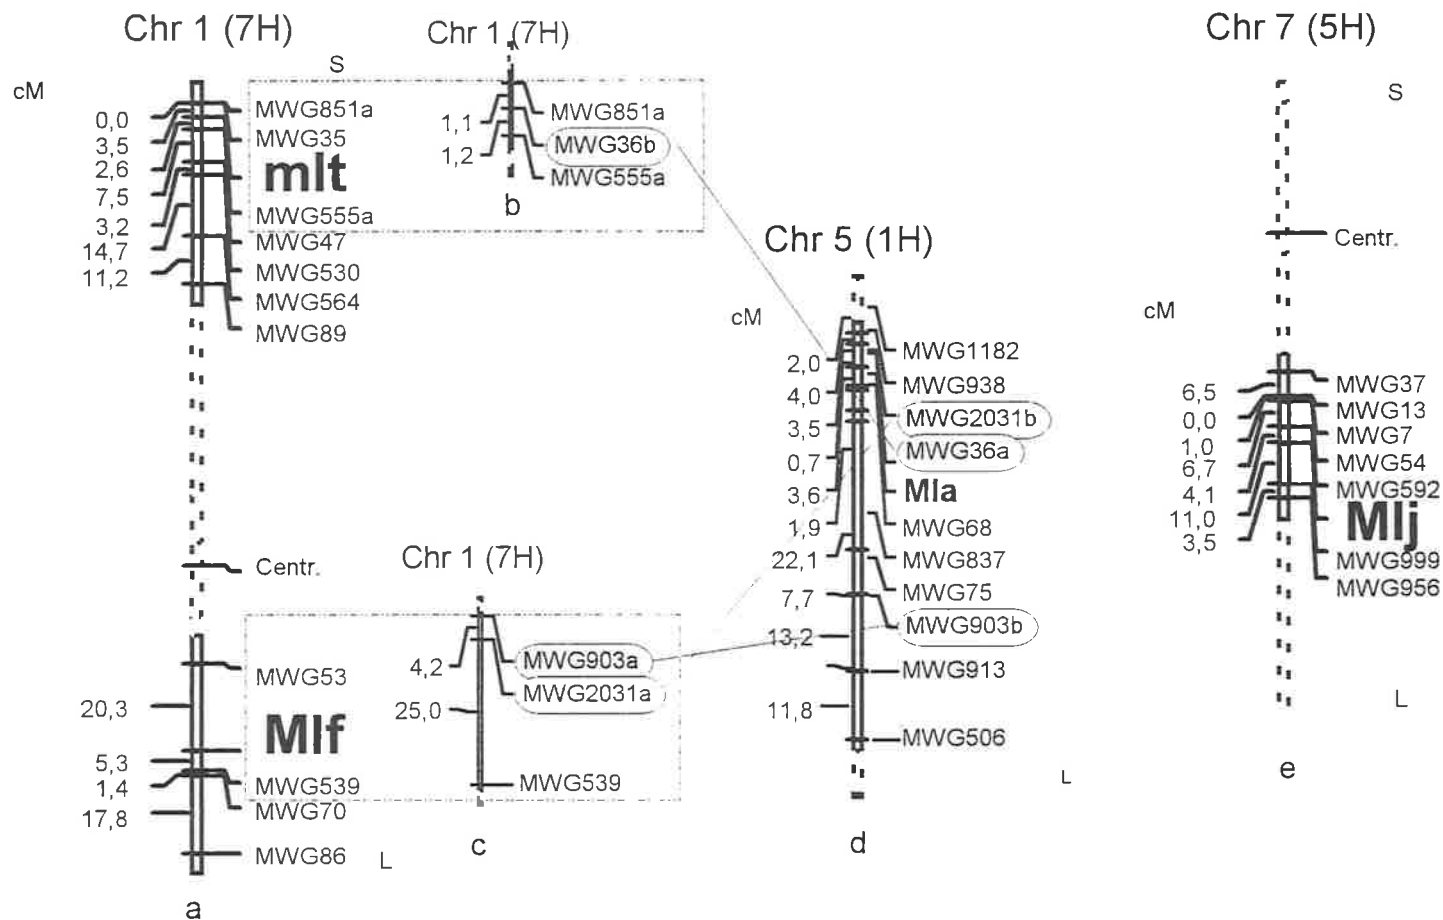 Chr 1 (7H)
cM
0,0
3,5
2,6
7,5
3,2
14,7
11,2
MWG851a
MWG35
mlt
MWG555a
MWG47
MWG530
MWG564
MWG89
Centr.
MWG53
20,3
Mlf
5,3
1,4
17,8
MWG539
MWG70
MWG86
L
a
Chr 1 (7H)
S
1,1
1,2
MWG851a
MWG36b
MWG555a
b
Chr 1 (7H)
4,2
25,0
MWG903a
MWG2031a
MWG539
c
Chr 5 (1H)
cM
2,0
4,0
3,5
0,7
3,6
1,9
22,1
7,7
13,2
11,8
MWG1182
MWG938
MWG2031b
MWG36a
Mla
MWG68
MWG837
MWG75
MWG903b
MWG913
MWG506
L
d
Chr 7 (5H)
S
Centr.
cM
6,5
0,0
1,0
6,7
4,1
11,0
3,5
MWG37
MWG13
MWG7
MWG54
MWG592
Mlj
MWG999
MWG956
L
e